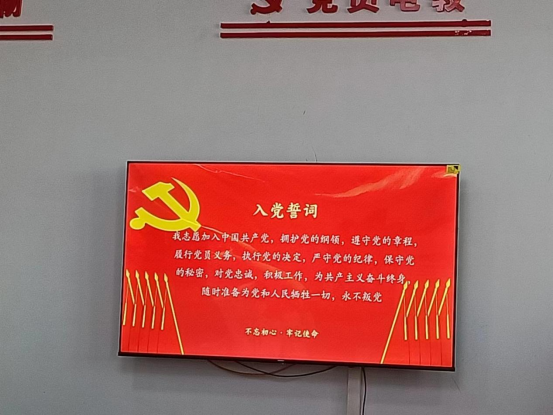 党员电教
入党誓词
我志愿加入中国共产党，拥护党的纲领，遵守党的章程，
履行党员义务，执行党的决定，严守党的纪律，保守党
的秘密，对党忠诚，积极工作，为共产主义奋斗终身，
随时准备为党和人民牺牲一切，永不叛党
不忘初心·牢记使命